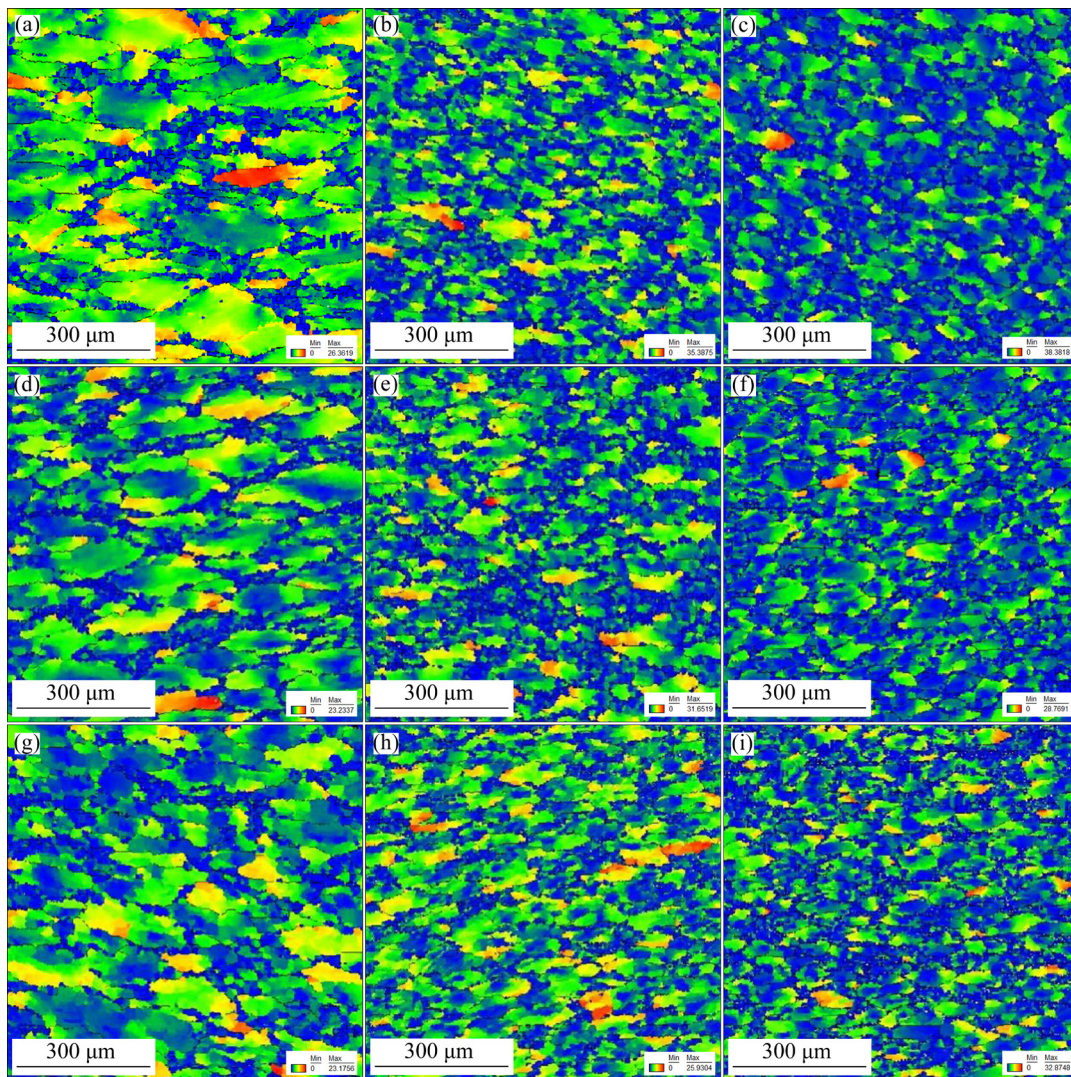 (a)
300 μm
Min Max
0 26.3619
(b)
300 μm
Min Max
0 35.3875
(c)
300 μm
Min Max
0 38.3818
(d)
300 μm
Min Max
0 23.2337
(e)
300 μm
Min Max
0 31.6519
(f)
300 μm
Min Max
0 28.7691
(g)
300 μm
Min Max
0 23.1756
(h)
300 μm
Min Max
0 25.9304
(i)
300 μm
Min Max
0 32.8748